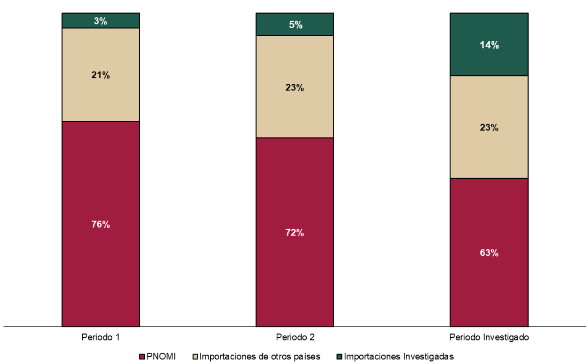 3%
5%
14%
21%
23%
23%
76%
72%
63%
Periodo 1
Periodo 2
Periodo Investigado
PNOMI
Importaciones de otros países
Importaciones Investigadas